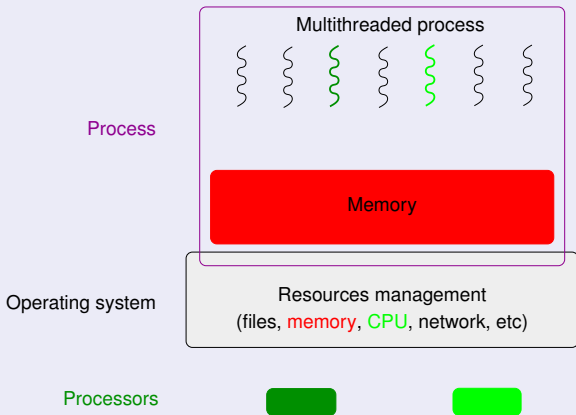 Multithreaded process
Process
Memory
Operating system
Resources management
(files, memory, CPU, network, etc)
Processors